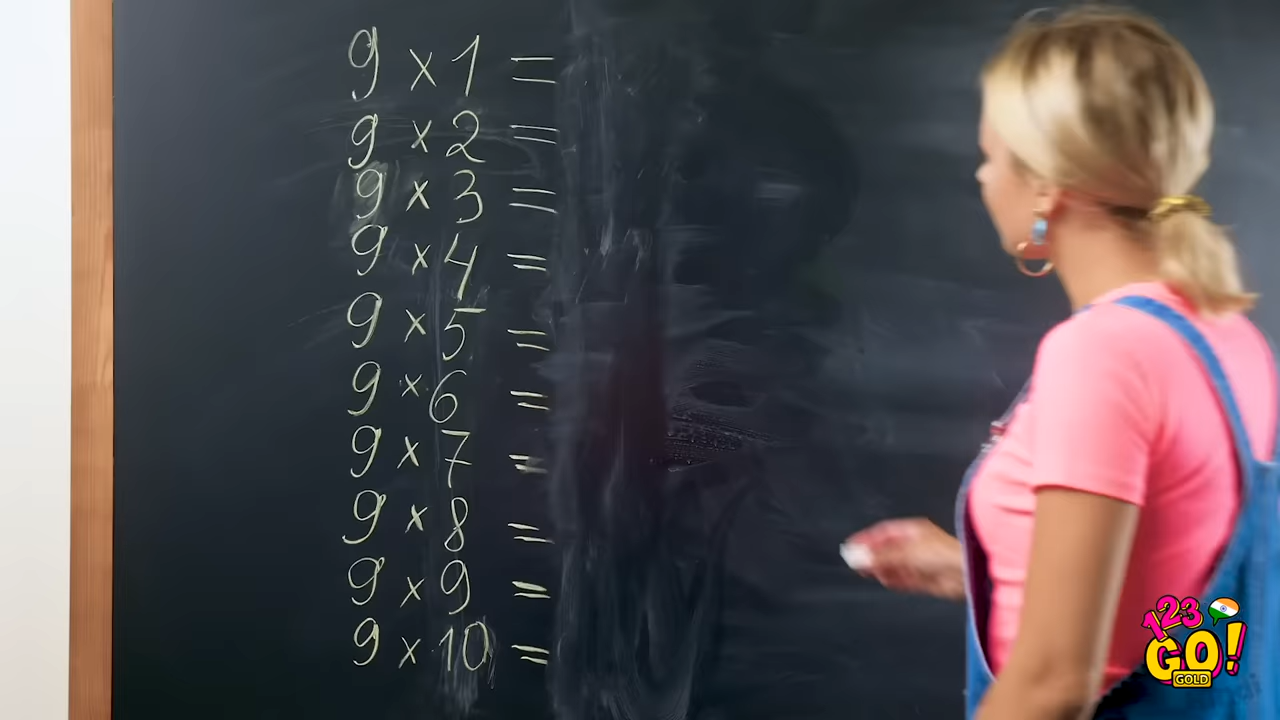 9 × 1 =
9 × 2 =
9 × 3 =
9 × 4 =
9 × 5 =
9 × 6 =
9 × 7 =
9 × 8 =
9 × 9 =
9 × 10 =
123
GO!
GOLD